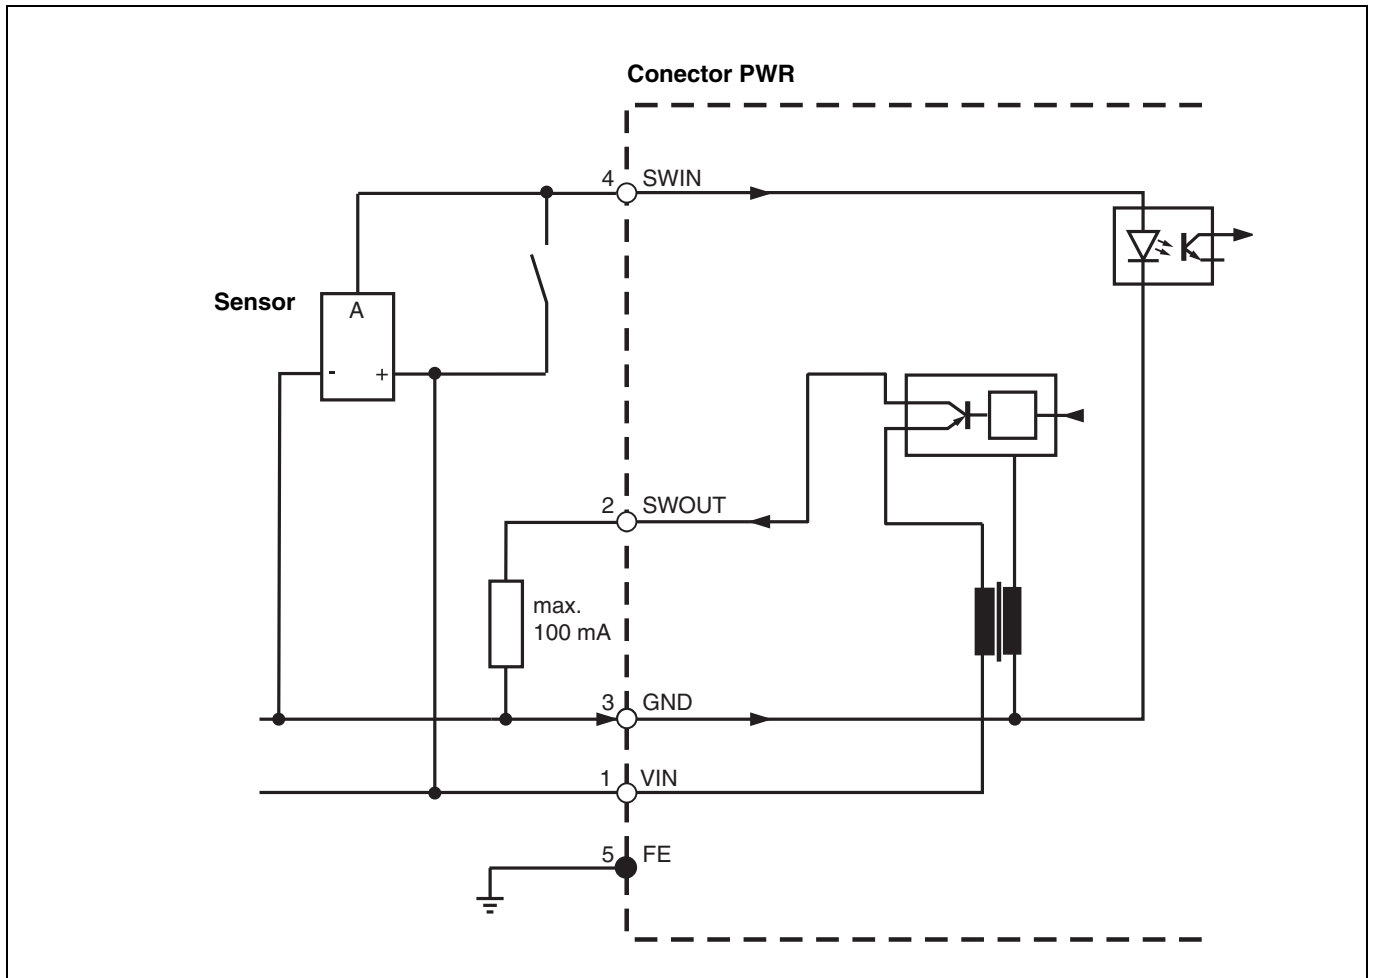 Conector PWR
4 SWIN
Sensor
A
- +
2 SWOUT
max.
100 mA
3 GND
1 VIN
5 FE